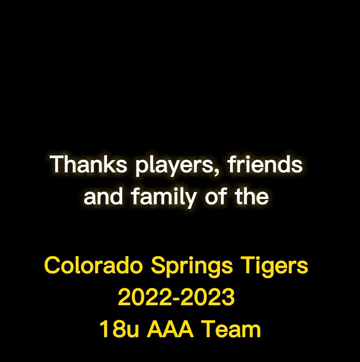 Thanks players, friends
and family of the
Colorado Springs Tigers
2022-2023
18u AAA Team